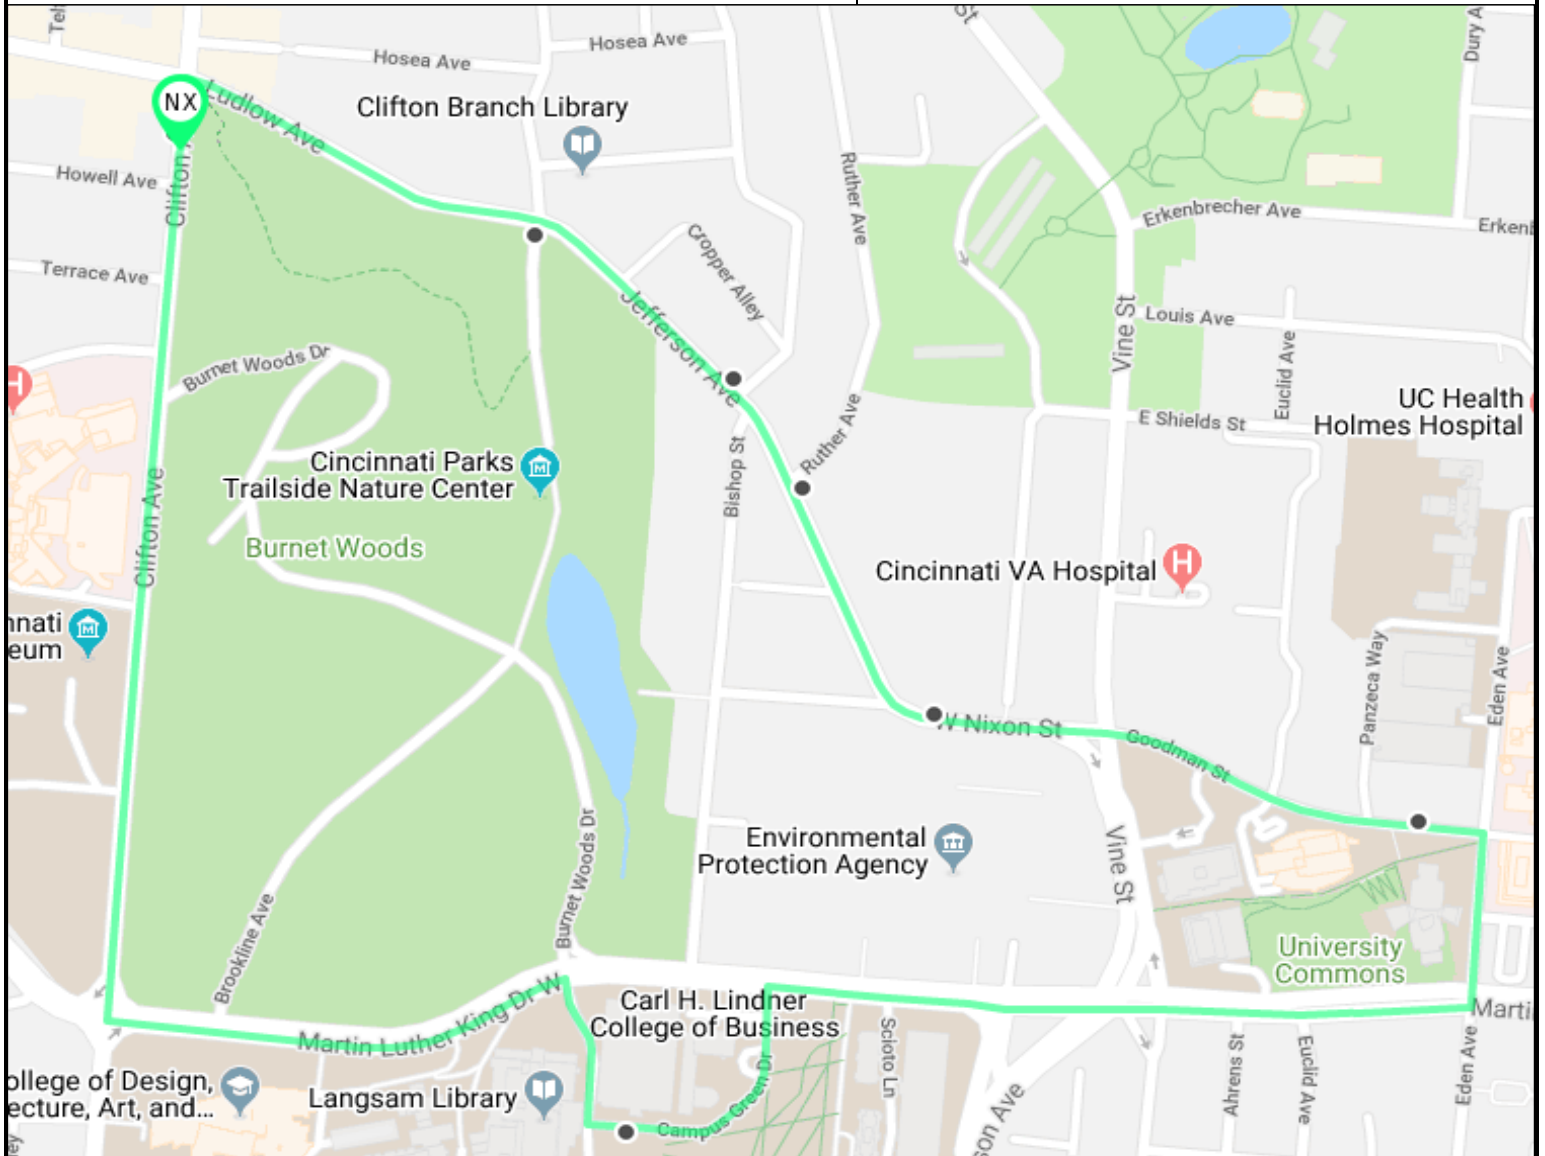 St
Hosea Ave
Hosea Ave
NX
Ludlow Ave
Clifton Branch Library
Howell Ave
Clifton
Ruther Ave
Erkenbrecher Ave
Terrace Ave
Cropper Alley
Jefferson Ave
Vine St
Louis Ave
Euclid Ave
Burnet Woods Dr
H
UC Health
Holmes Hospital
E Shields St
Ruther Ave
Bishop St
Cincinnati Parks
Trailside Nature Center
Clifton Ave
Burnet Woods
Cincinnati VA Hospital
H
nnati
eum
M
M
Panzeca Way
Eden Ave
W Nixon St
Goodman St
Environmental
Protection Agency
Vine St
Burnet Woods Dr
Brookline Ave
University
Commons
Martin Luther King Dr W
Carl H. Lindner
College of Business
Scioto Ln
Campus Green Dr
Ahrens St
Euclid Ave
Eden Ave
Marti
ollege of Design,
ecture, Art, and...
Langsam Library
son Ave